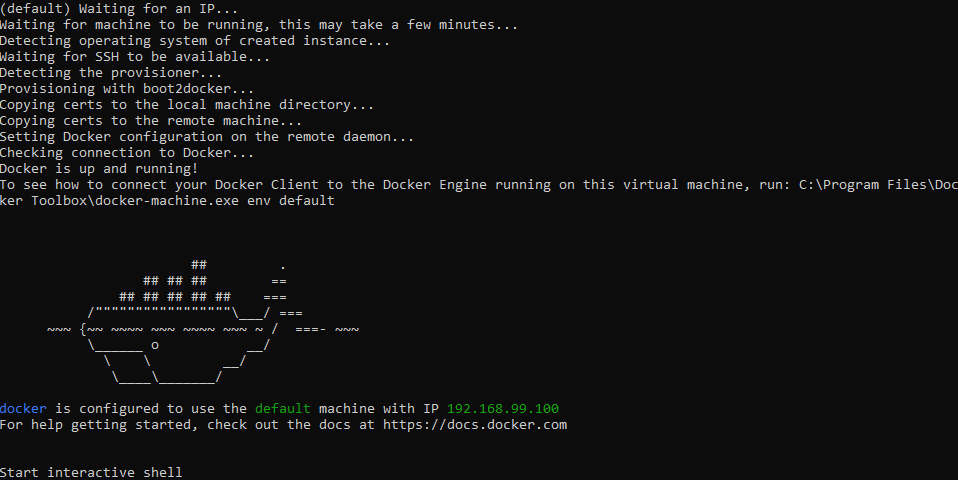 (default) Waiting for an IP...
Waiting for machine to be running, this may take a few minutes...
Detecting operating system of created instance...
Waiting for SSH to be available...
Detecting the provisioner...
Provisioning with boot2docker...
Copying certs to the local machine directory...
Copying certs to the remote machine...
Setting Docker configuration on the remote daemon...
Checking connection to Docker...
Docker is up and running!
To see how to connect your Docker Client to the Docker Engine running on this virtual machine, run: C:\Program Files\Doc
ker Toolbox\docker-machine.exe env default
                        ##         .
                  ## ## ##        ==
               ## ## ## ## ##    ===
           /"""""""""""""""""\___/ ===
      ~~~ {~~ ~~~~ ~~~ ~~~~ ~~~ ~ /  ===- ~~~
           \______ o           __/
             \    \         __/
              \____\_______/
docker is configured to use the default machine with IP 192.168.99.100
For help getting started, check out the docs at https://docs.docker.com
Start interactive shell